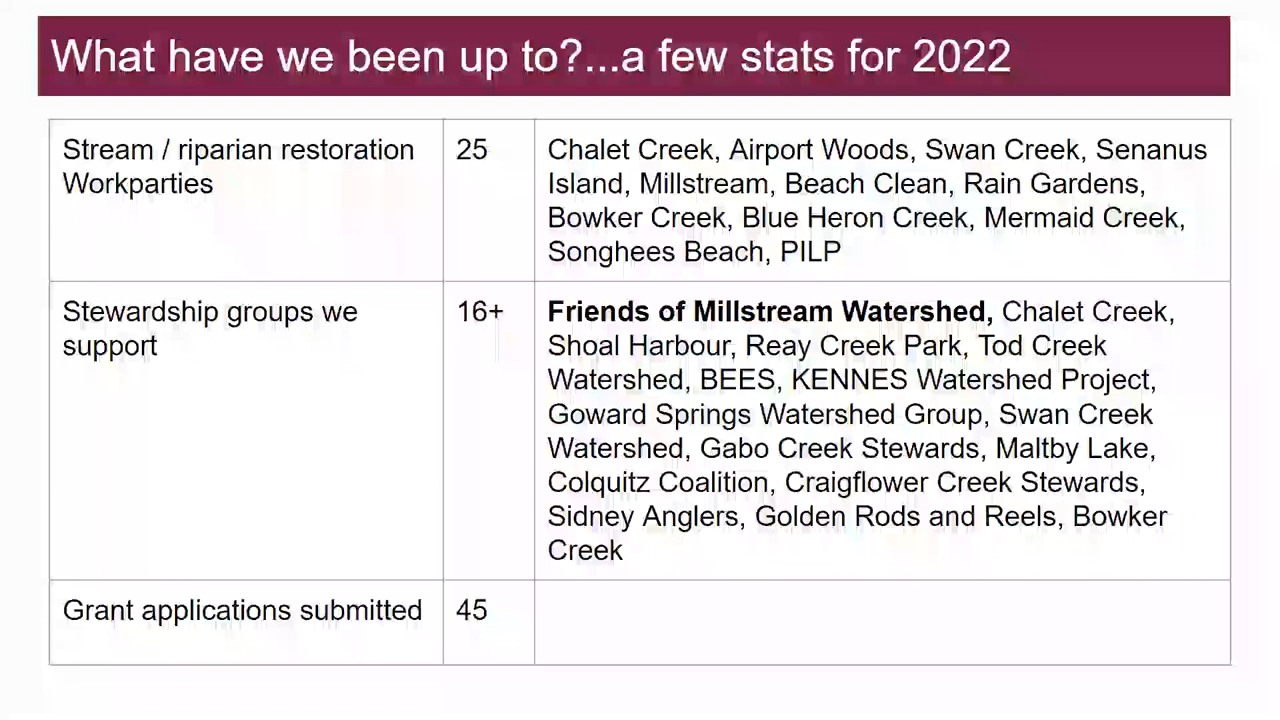 What have we been up to?...a few stats for 2022
Stream / riparian restoration
Workparties
25
Chalet Creek, Airport Woods, Swan Creek, Senanus
Island, Millstream, Beach Clean, Rain Gardens,
Bowker Creek, Blue Heron Creek, Mermaid Creek,
Songhees Beach, PILP
Stewardship groups we
support
16+
Friends of Millstream Watershed, Chalet Creek,
Shoal Harbour, Reay Creek Park, Tod Creek
Watershed, BEES, KENNES Watershed Project,
Goward Springs Watershed Group, Swan Creek
Watershed, Gabo Creek Stewards, Maltby Lake,
Colquitz Coalition, Craigflower Creek Stewards,
Sidney Anglers, Golden Rods and Reels, Bowker
Creek
Grant applications submitted
45